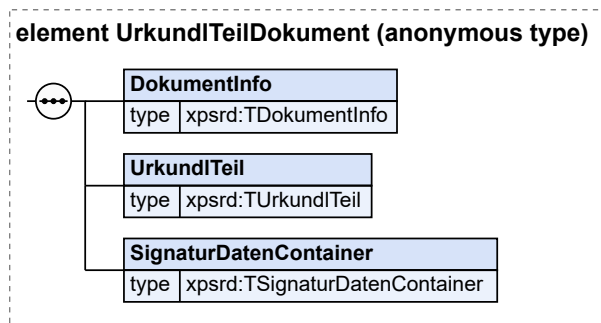 element UrkundlTeilDokument (anonymous type)
DokumentInfo
type xpsrd:TDokumentInfo
UrkundlTeil
type xpsrd:TUrkundlTeil
SignaturDatenContainer
type xpsrd:TSignaturDatenContainer